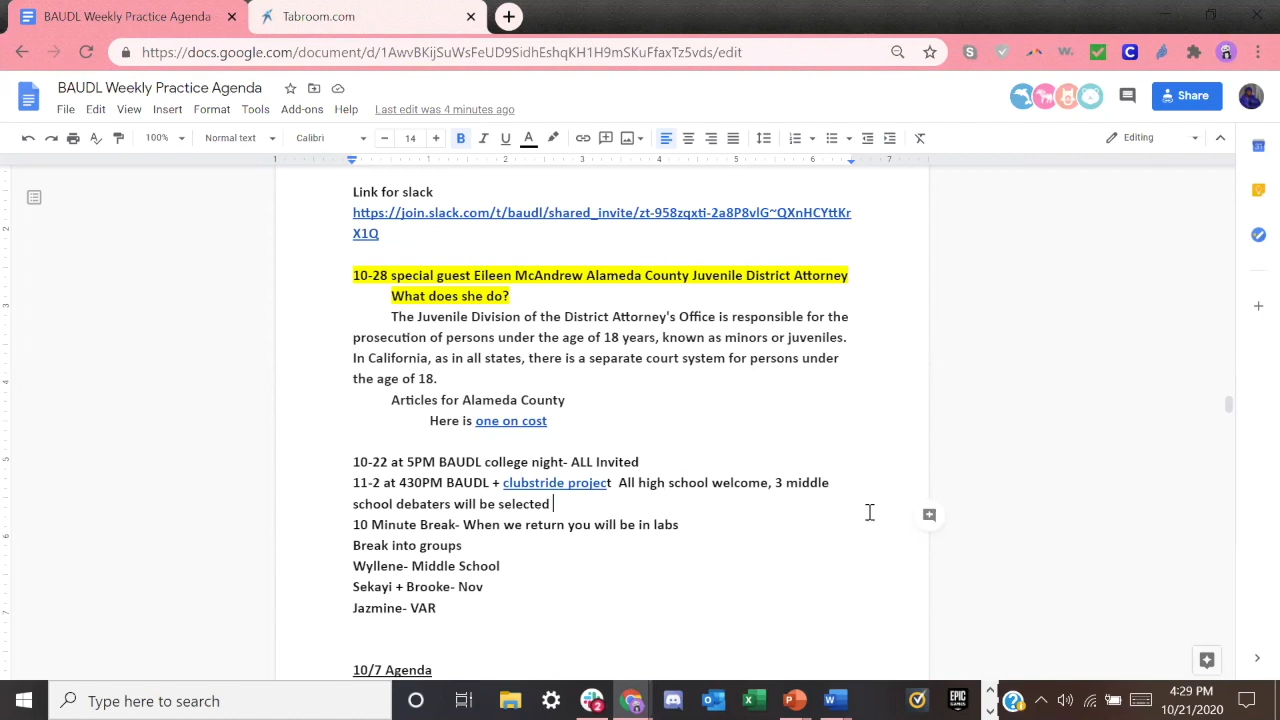 BAUDL Weekly Practice Agenda
Tabroom.com
https://docs.google.com/document/d/1AwvBKijSuWsFeUD9SidhEshqKH1H9mSKuFfaxTz5vds/edit
BAUDL Weekly Practice Agenda
Share
File Edit View Insert Format Tools Add-ons Help Last edit was 4 minutes ago
100% Normal text Calibri 14 B I U A Editing
1 1 2 3 4 5 6 7
Link for slack
https://join.slack.com/t/baudl/shared_invite/zt-958zqxti-2a8P8vlG~QXnHCYttKr
X1Q
10-28 special guest Eileen McAndrew Alameda County Juvenile District Attorney
What does she do?
The Juvenile Division of the District Attorney's Office is responsible for the
prosecution of persons under the age of 18 years, known as minors or juveniles.
In California, as in all states, there is a separate court system for persons under
the age of 18.
Articles for Alameda County
Here is one on cost
10-22 at 5PM BAUDL college night- ALL Invited
11-2 at 430PM BAUDL + clubstride project  All high school welcome, 3 middle
school debaters will be selected
10 Minute Break- When we return you will be in labs
Break into groups
Wyllene- Middle School
Sekayi + Brooke- Nov
Jazmine- VAR
10/7 Agenda
Type here to search
4:29 PM
10/21/2020